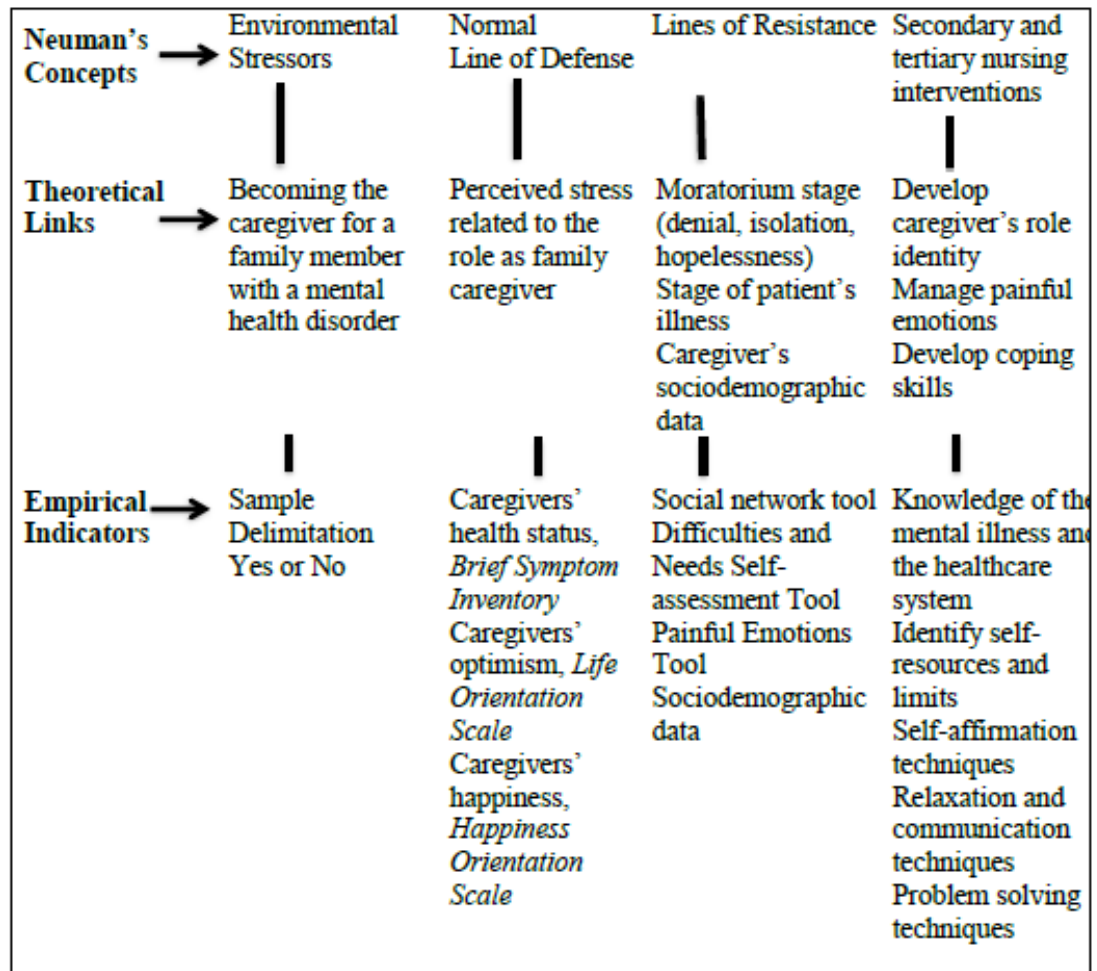 Neuman's
Concepts
Environmental
Stressors
Normal
Line of Defense
Lines of Resistance
Secondary and
tertiary nursing
interventions
Theoretical
Links
Becoming the
caregiver for a
family member
with a mental
health disorder
Perceived stress
related to the
role as family
caregiver
Moratorium stage
(denial, isolation,
hopelessness)
Stage of patient's
illness
Caregiver's
sociodemographic
data
Develop
caregiver's role
identity
Manage painful
emotions
Develop coping
skills
Empirical
Indicators
Sample
Delimitation
Yes or No
Caregivers'
health status,
Brief Symptom
Inventory
Caregivers'
optimism, Life
Orientation
Scale
Caregivers'
happiness,
Happiness
Orientation
Scale
Social network tool
Difficulties and
Needs Self-
assessment Tool
Painful Emotions
Tool
Sociodemographic
data
Knowledge of the
mental illness and
the healthcare
system
Identify self-
resources and
limits
Self-affirmation
techniques
Relaxation and
communication
techniques
Problem solving
techniques